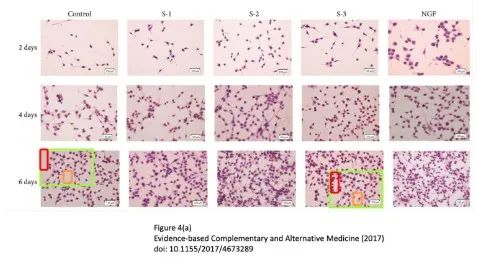 Control S-1 S-2 S-3 NGF
2 days
4 days
6 days
Figure 4(a)
Evidence-based Complementary and Alternative Medicine (2017)
doi: 10.1155/2017/4673289